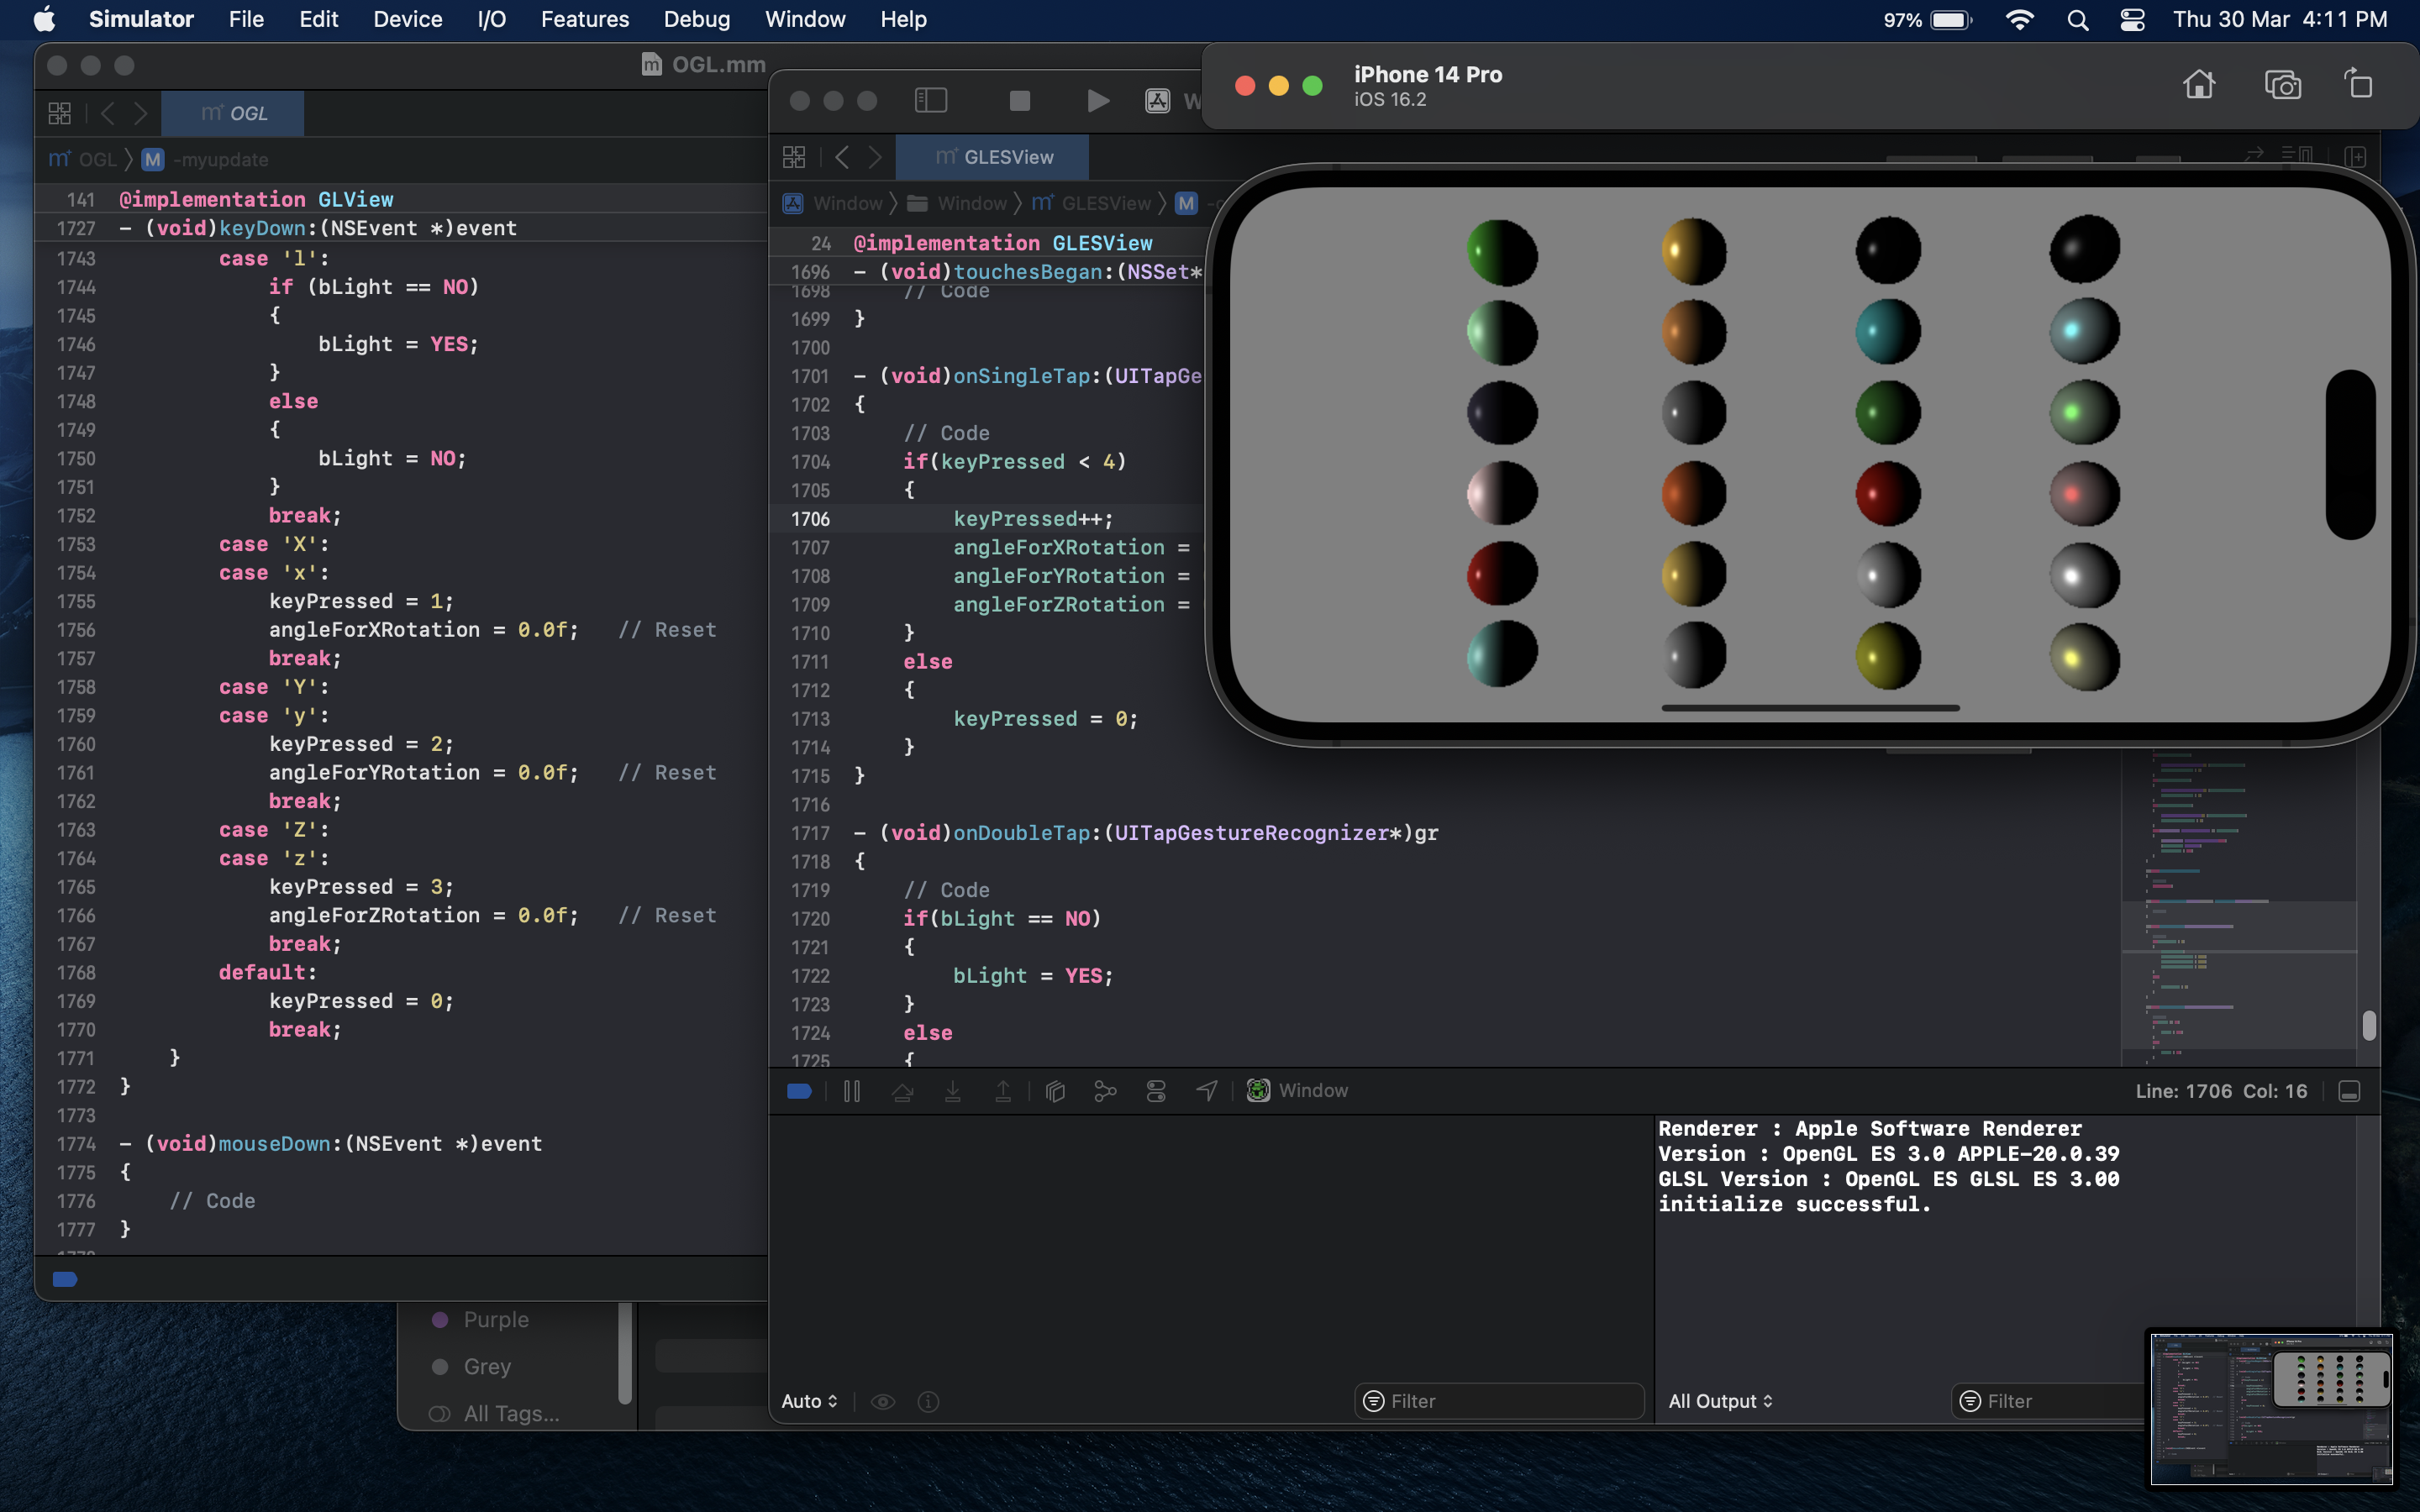 Simulator File Edit Device I/O Features Debug Window Help 97% Thu 30 Mar 4:11 PM
OGL.mm
OGL
OGL M -myupdate
141 @implementation GLView
1727 - (void)keyDown:(NSEvent *)event
1743 case 'l':
1744 if (bLight == NO)
1745 {
1746 bLight = YES;
1747 }
1748 else
1749 {
1750 bLight = NO;
1751 }
1752 break;
1753 case 'X':
1754 case 'x':
1755 keyPressed = 1;
1756 angleForXRotation = 0.0f; // Reset
1757 break;
1758 case 'Y':
1759 case 'y':
1760 keyPressed = 2;
1761 angleForYRotation = 0.0f; // Reset
1762 break;
1763 case 'Z':
1764 case 'z':
1765 keyPressed = 3;
1766 angleForZRotation = 0.0f; // Reset
1767 break;
1768 default:
1769 keyPressed = 0;
1770 break;
1771 }
1772 }
1773
1774 - (void)mouseDown:(NSEvent *)event
1775 {
1776 // Code
1777 }
Purple
Grey
All Tags...
GLESView
Window Window GLESView M
24 @implementation GLESView
1696 - (void)touchesBegan:(NSSet*
1698 // Code
1699 }
1700
1701 - (void)onSingleTap:(UITapGe
1702 {
1703 // Code
1704 if(keyPressed < 4)
1705 {
1706 keyPressed++;
1707 angleForXRotation =
1708 angleForYRotation =
1709 angleForZRotation =
1710 }
1711 else
1712 {
1713 keyPressed = 0;
1714 }
1715 }
1716
1717 - (void)onDoubleTap:(UITapGestureRecognizer*)gr
1718 {
1719 // Code
1720 if(bLight == NO)
1721 {
1722 bLight = YES;
1723 }
1724 else
1725 {
iPhone 14 Pro
iOS 16.2
Window Line: 1706 Col: 16
Renderer : Apple Software Renderer
Version : OpenGL ES 3.0 APPLE-20.0.39
GLSL Version : OpenGL ES GLSL ES 3.00
initialize successful.
Auto Filter All Output Filter